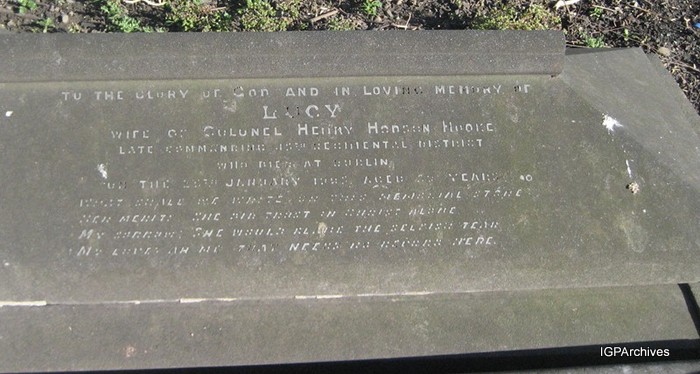 To the Glory of God and in Loving Memory of
LUCY
Wife of Colonel Henry Hodson Hooke
Late Commanding Regimental District
Who died at Dublin
on the January aged years
What shall we write on this Memorial Stone
Her merits She did trust in Christ alone
My sorrow She would blame the selfish tear
My love Ah me that needs no record here
IGPArchives